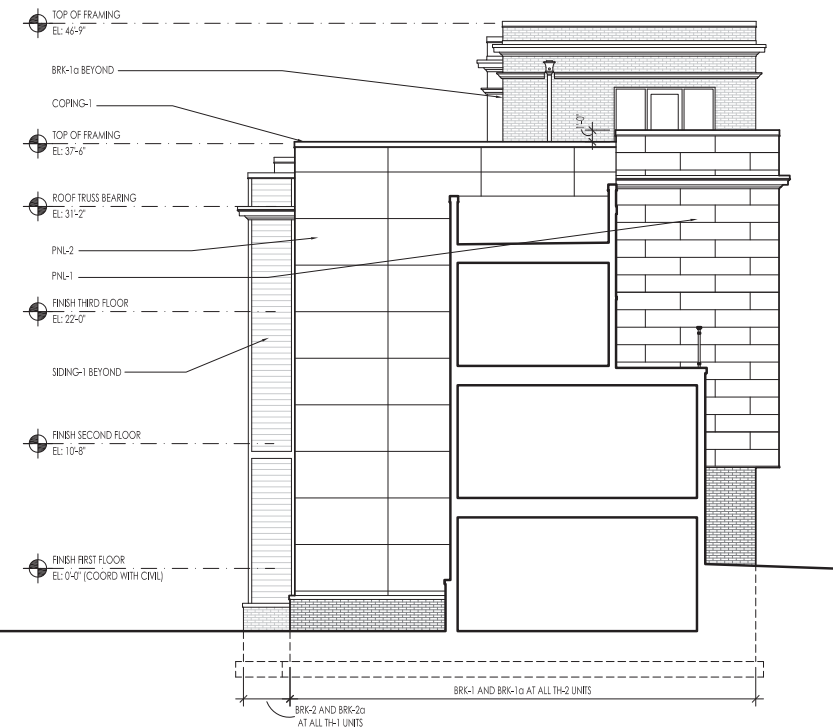 TOP OF FRAMING
EL: 46'-9"
BRK-1a BEYOND
COPING-1
TOP OF FRAMING
EL: 37'-6"
1'-0"
ROOF TRUSS BEARING
EL: 31'-2"
PNL-2
PNL-1
FINISH THIRD FLOOR
EL: 22'-0"
SIDING-1 BEYOND
FINISH SECOND FLOOR
EL: 10'-8"
FINISH FIRST FLOOR
EL: 0'-0" (COORD WITH CIVIL)
BRK-1 AND BRK-1a AT ALL TH-2 UNITS
BRK-2 AND BRK-2a
AT ALL TH-1 UNITS